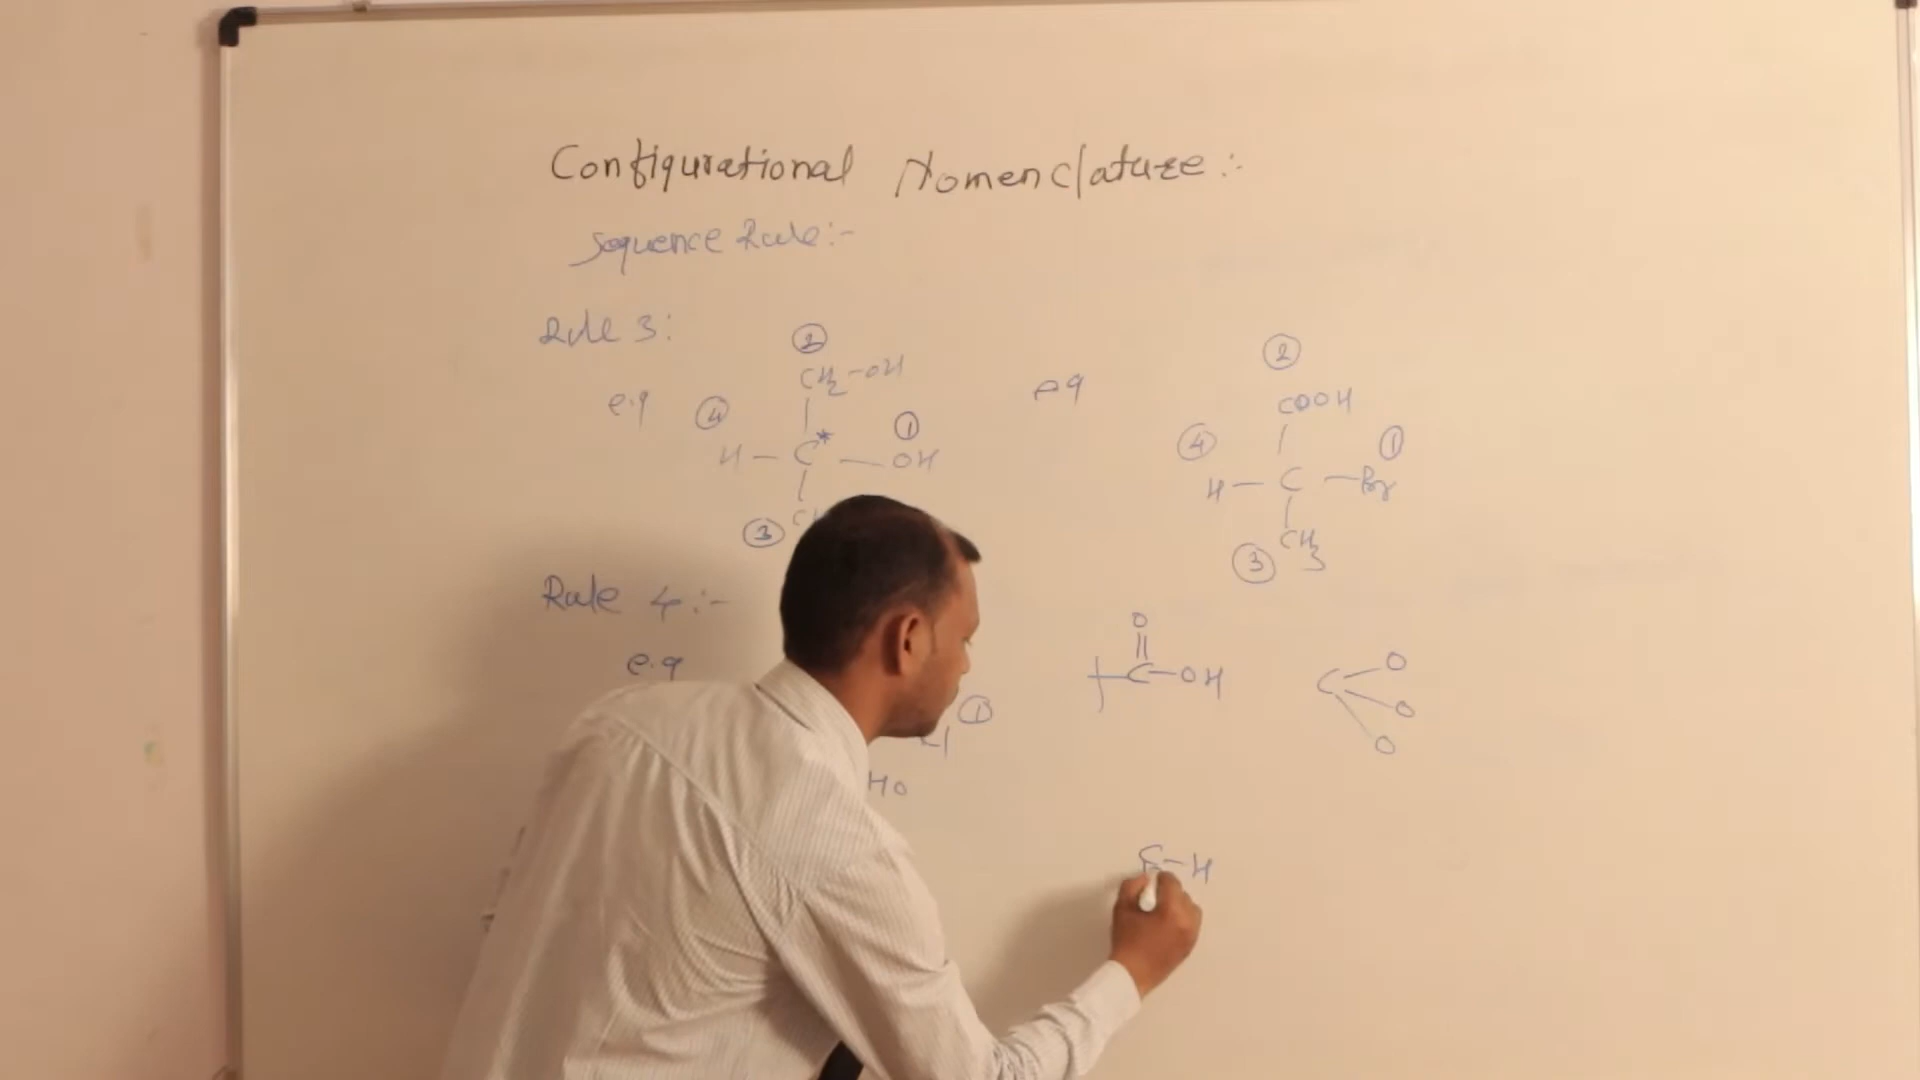 Configurational Nomenclature :-
Sequence Rule :-
Rule 3 :
e.g
②
CH2-OH
④
①
H - C* - OH
③
eg
②
COOH
④
①
H - C - Br
CH3
③
Rule 4 :-
e.g
①
HO
O
C - OH
C
O
O
O
- H